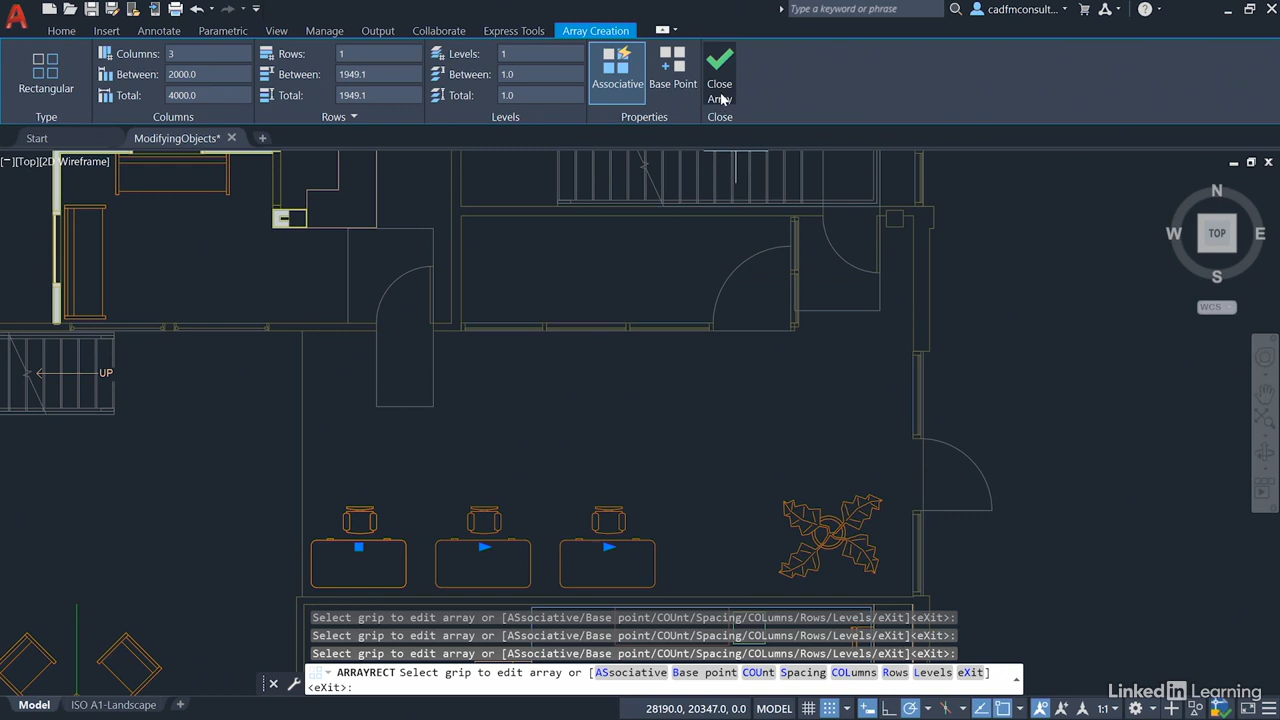 Type a keyword or phrase
cadfmconsult...
Home
Insert
Annotate
Parametric
View
Manage
Output
Collaborate
Express Tools
Array Creation
Rectangular
Type
Columns: 3
Between: 2000.0
Total: 4000.0
Columns
Rows: 1
Between: 1949.1
Total: 1949.1
Rows
Levels: 1
Between: 1.0
Total: 1.0
Levels
Associative
Base Point
Properties
Close
Array
Close
Start
ModifyingObjects*
[−][Top][2D Wireframe]
N
W
TOP
E
S
WCS
UP
Select grip to edit array or [ASsociative/Base point/COUnt/Spacing/COLumns/Rows/Levels/eXit]<eXit>:
Select grip to edit array or [ASsociative/Base point/COUnt/Spacing/COLumns/Rows/Levels/eXit]<eXit>:
Select grip to edit array or [ASsociative/Base point/COUnt/Spacing/COLumns/Rows/Levels/eXit]<eXit>:
ARRAYRECT Select grip to edit array or [ASsociative Base point COUnt Spacing COLumns Rows Levels eXit]
<eXit>:
LinkedIn Learning
Model
ISO A1-Landscape
28190.0, 20347.0, 0.0
MODEL
1:1